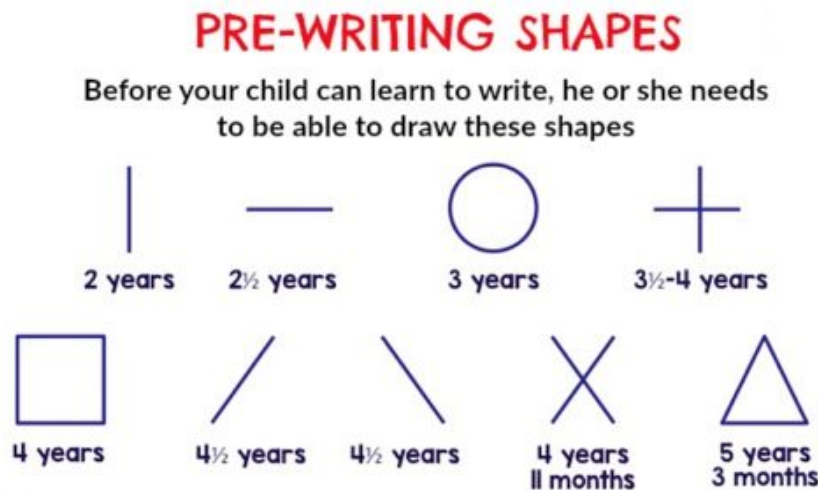 PRE-WRITING SHAPES
Before your child can learn to write, he or she needs
to be able to draw these shapes
2 years
2½ years
3 years
3½-4 years
4 years
4½ years
4½ years
4 years
11 months
5 years
3 months